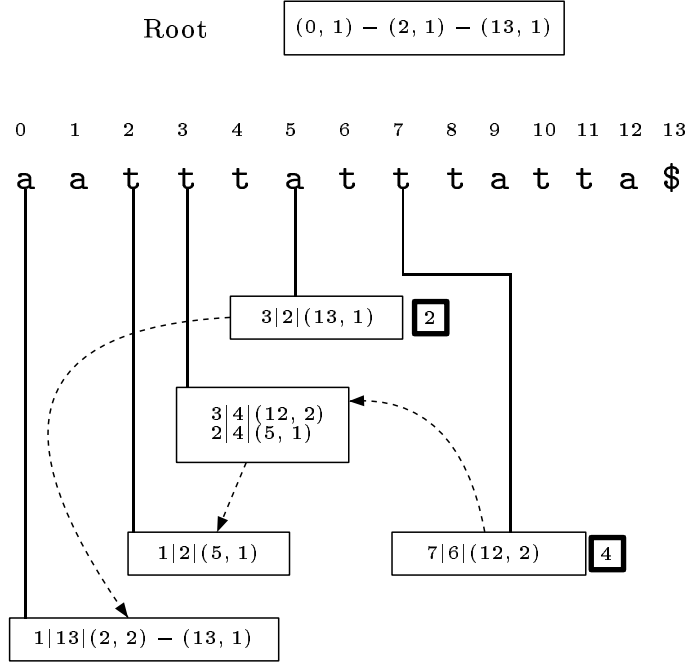 Root (0, 1) − (2, 1) − (13, 1)
0 1 2 3 4 5 6 7 8 9 10 11 12 13
a a t t t a t t t a t t a $
3|2|(13, 1) 2
3|4|(12, 2)
2|4|(5, 1)
1|2|(5, 1) 7|6|(12, 2) 4
1|13|(2, 2) − (13, 1)